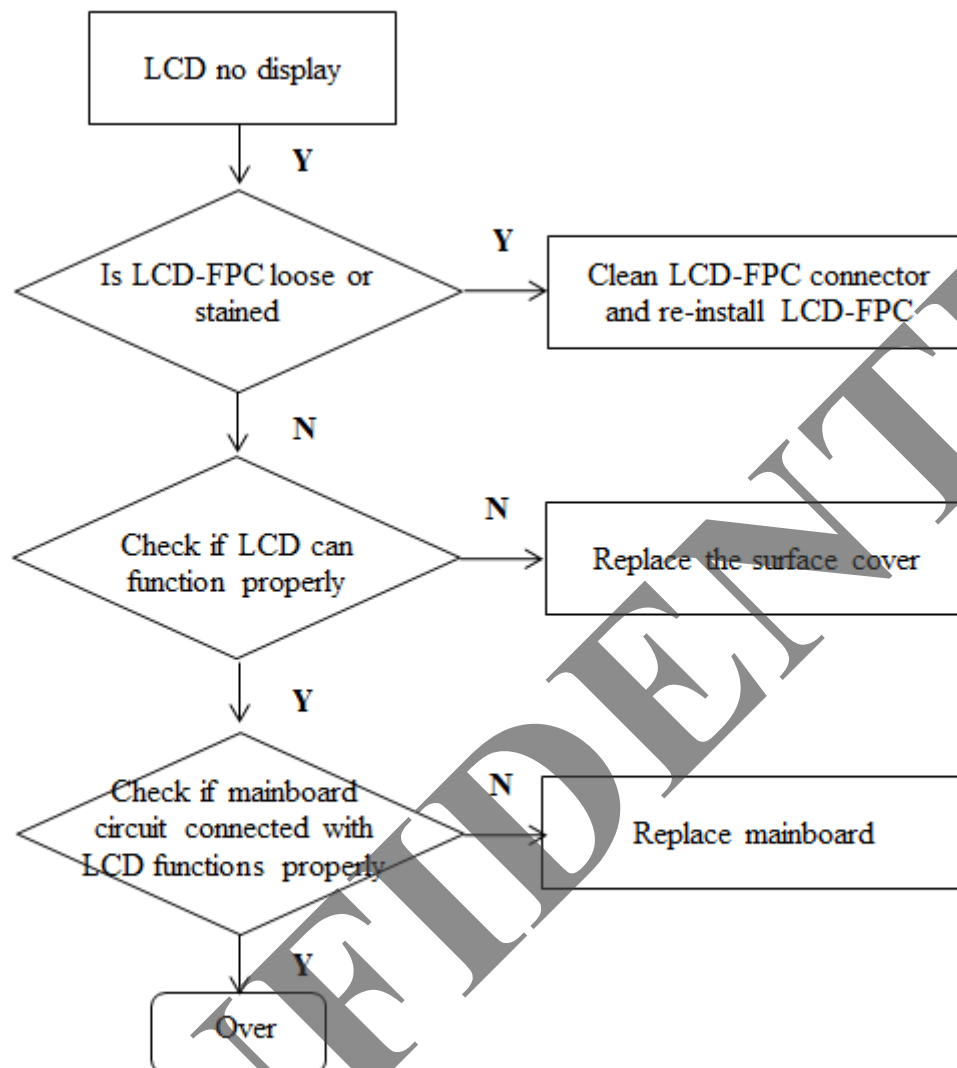 LCD no display
Y
Is LCD-FPC loose or
stained
Y
Clean LCD-FPC connector
and re-install LCD-FPC
N
Check if LCD can
function properly
N
Replace the surface cover
Y
Check if mainboard
circuit connected with
LCD functions properly
N
Replace mainboard
Y
Over
FIDENT